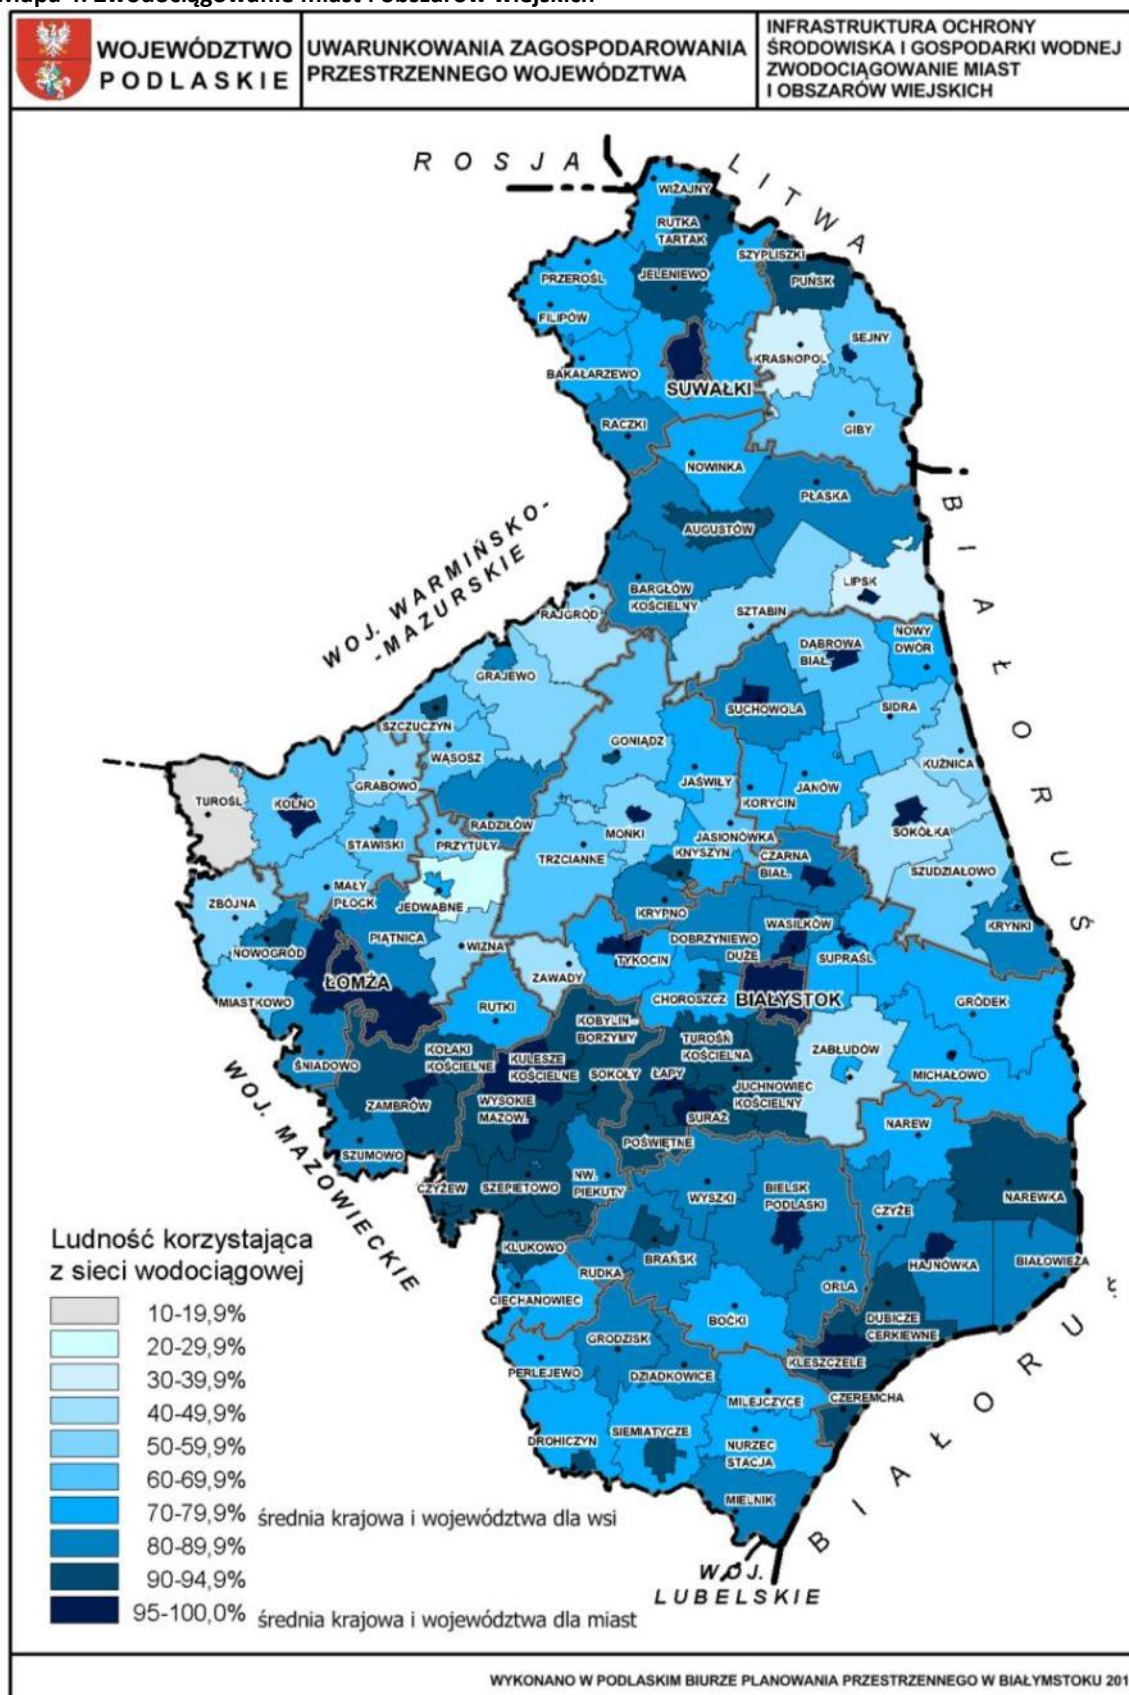 WOJEWÓDZTWO
PODLASKIE
UWARUNKOWANIA ZAGOSPODAROWANIA
PRZESTRZENNEGO WOJEWÓDZTWA
INFRASTRUKTURA OCHRONY
ŚRODOWISKA I GOSPODARKI WODNEJ
ZWODOCIĄGOWANIE MIAST
I OBSZARÓW WIEJSKICH
ROSJA
LITWA
WIŻAJNY
RUTKA
TARTAK
SZYPLISZKI
PRZEROŚL
JELENIEWO
PUŃSK
FILIPÓW
SEJNY
KRASNOPOL
BAKAŁARZEWO
SUWAŁKI
RACZKI
GIBY
NOWINKA
PŁASKA
BIAŁORUŚ
AUGUSTÓW
WOJ. WARMIŃSKO-
-MAZURSKIE
BARGŁÓW
KOŚCIELNY
LIPSK
RAJGRÓD
SZTABIN
NOWY
DWÓR
DĄBROWA
BIAŁ.
GRAJEWO
SUCHOWOLA
SIDRA
SZCZUCZYN
GONIĄDZ
WĄSOSZ
KUŹNICA
JAŚWIŁY
GRABOWO
JANÓW
KORYCIN
TUROŚL
KOLNO
RADZIŁÓW
MOŃKI
SOKÓŁKA
STAWISKI
PRZYTUŁY
JASIONÓWKA
TRZCIANNE
KNYSZYN
CZARNA
BIAŁ.
SZUDZIAŁOWO
MAŁY
PŁOCK
JEDWABNE
ZBÓJNA
KRYPNO
KRYNKI
WASILKÓW
PIĄTNICA
DOBRZYNIEWO
DUŻE
NOWOGRÓD
WIZNA
TYKOCIN
SUPRAŚL
ZAWADY
ŁOMŻA
CHOROSZCZ
BIAŁYSTOK
MIASTKOWO
RUTKI
GRÓDEK
KOBYLIN-
BORZYMY
TUROŚŃ
KOŚCIELNA
ZABŁUDÓW
KOŁAKI
KOŚCIELNE
KULESZE
KOŚCIELNE
SOKOŁY
ŁAPY
ŚNIADOWO
JUCHNOWIEC
KOŚCIELNY
MICHAŁOWO
WOJ. MAZOWIECKIE
ZAMBRÓW
WYSOKIE
MAZOW.
SURAŻ
NAREW
POŚWIĘTNE
SZUMOWO
NW.
PIEKUTY
CZYŻEW
SZEPIETOWO
WYSZKI
BIELSK
PODLASKI
NAREWKA
CZYŻE
KLUKOWO
BRAŃSK
HAJNÓWKA
BIAŁOWIEŻA
RUDKA
ORLA
CIECHANOWIEC
BOĆKI
DUBICZE
CERKIEWNE
GRODZISK
KLESZCZELE
PERLEJEWO
DZIADKOWICE
MILEJCZYCE
CZEREMCHA
SIEMIATYCZE
DROHICZYN
NURZEC
STACJA
MIELNIK
BIAŁORUŚ
WOJ.
LUBELSKIE
Ludność korzystająca
z sieci wodociągowej
10-19,9%
20-29,9%
30-39,9%
40-49,9%
50-59,9%
60-69,9%
70-79,9% średnia krajowa i województwa dla wsi
80-89,9%
90-94,9%
95-100,0% średnia krajowa i województwa dla miast
WYKONANO W PODLASKIM BIURZE PLANOWANIA PRZESTRZENNEGO W BIAŁYMSTOKU 201